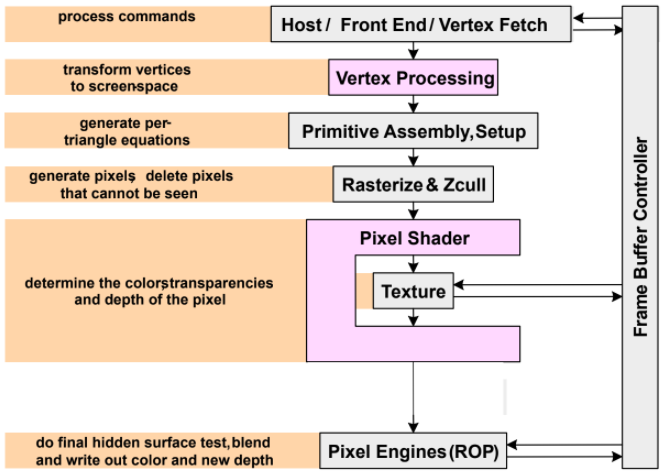 process commands
Host / Front End / Vertex Fetch
transform vertices
to screen-space
Vertex Processing
generate per-
triangle equations
Primitive Assembly, Setup
generate pixels, delete pixels
that cannot be seen
Rasterize & Zcull
Pixel Shader
determine the colors, transparencies
and depth of the pixel
Texture
do final hidden surface test, blend
and write out color and new depth
Pixel Engines (ROP)
Frame Buffer Controller